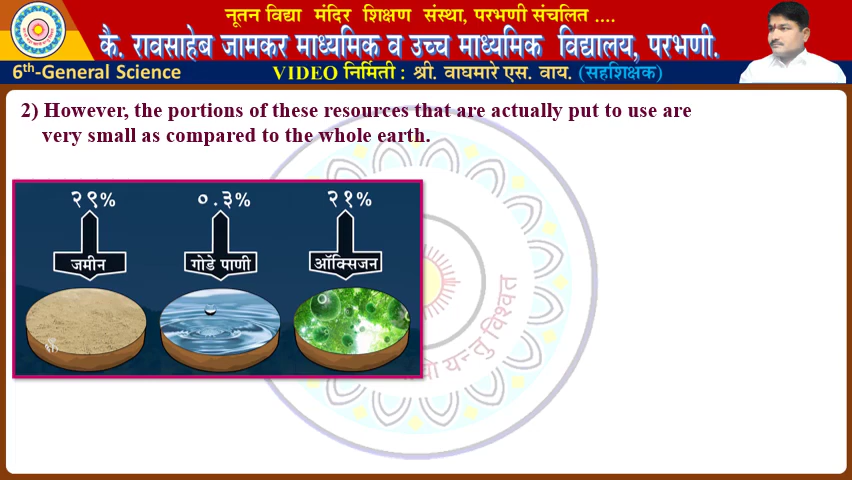 नूतन विद्या मंदिर शिक्षण संस्था, परभणी संचलित ....
कै. रावसाहेब जामकर माध्यमिक व उच्च माध्यमिक विद्यालय, परभणी.
6th-General Science
VIDEO निर्मिती : श्री. वाघमारे एस. वाय. (सहशिक्षक)
2) However, the portions of these resources that are actually put to use are
very small as compared to the whole earth.
२९% ०.३% २१%
जमीन गोडे पाणी ऑक्सिजन
यन्तु विश्वत